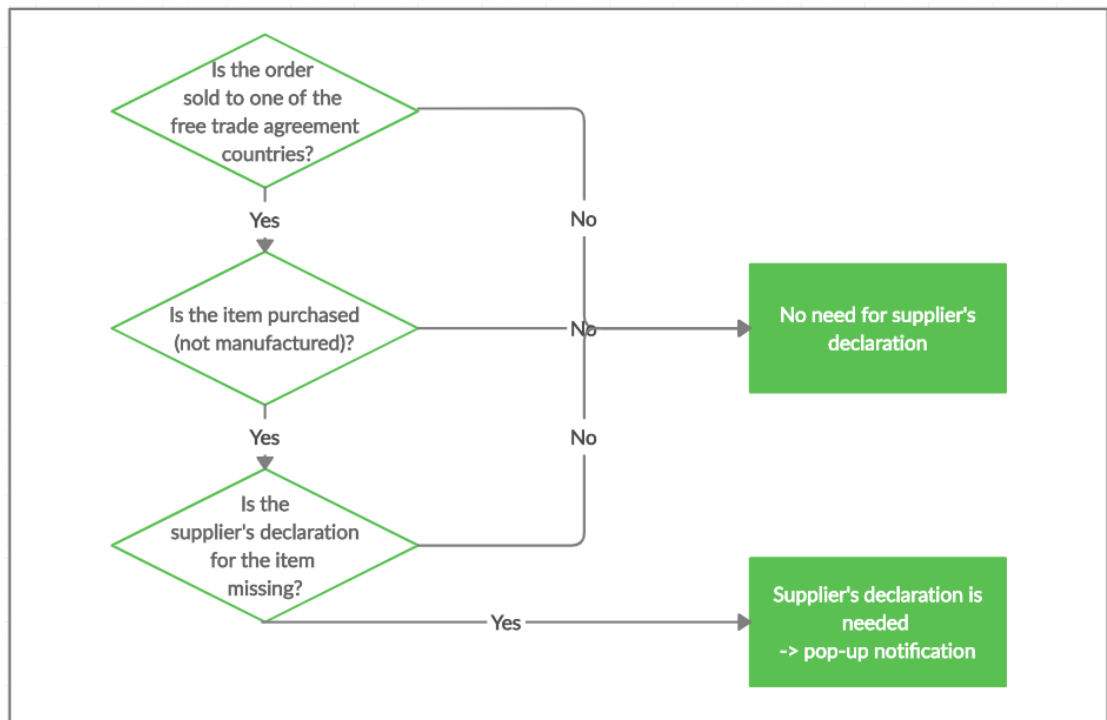 Is the order
sold to one of the
free trade agreement
countries?
Yes
No
Is the item purchased
(not manufactured)?
No
No need for supplier's
declaration
Yes
No
Is the
supplier's declaration
for the item
missing?
Yes
Supplier's declaration is
needed
-> pop-up notification